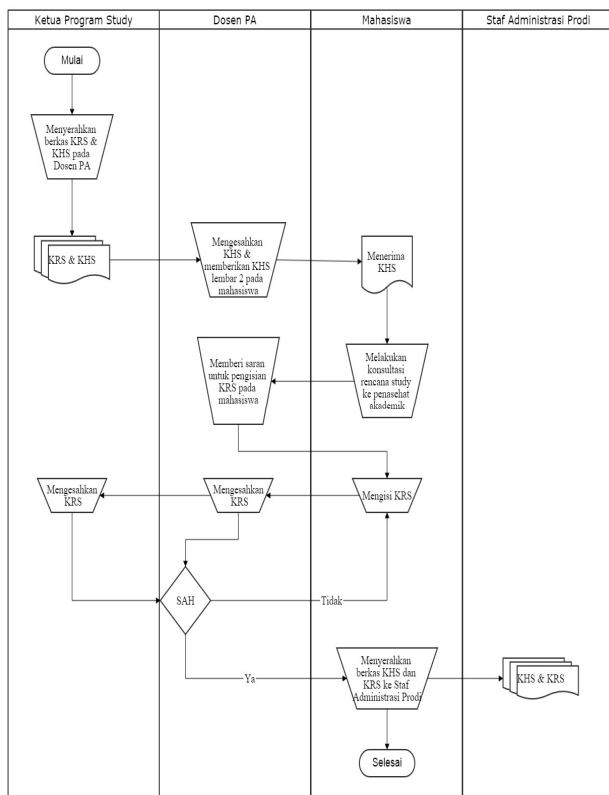 Ketua Program Study
Dosen PA
Mahasiswa
Staf Administrasi Prodi
Mulai
Menyerahkan
berkas KRS &
KHS pada
Dosen PA
KRS & KHS
Mengesahkan
KHS &
memberikan KHS
lembar 2 pada
mahasiswa
Menerima
KHS
Memberi saran
untuk pengisian
KRS pada
mahasiswa
Melakukan
konsultasi
rencana study
ke penasehat
akademik
Mengesahkan
KRS
Mengesahkan
KRS
Mengisi KRS
SAH
Tidak
Ya
Menyerahkan
berkas KHS dan
KRS ke Staf
Administrasi Prodi
KHS & KRS
Selesai